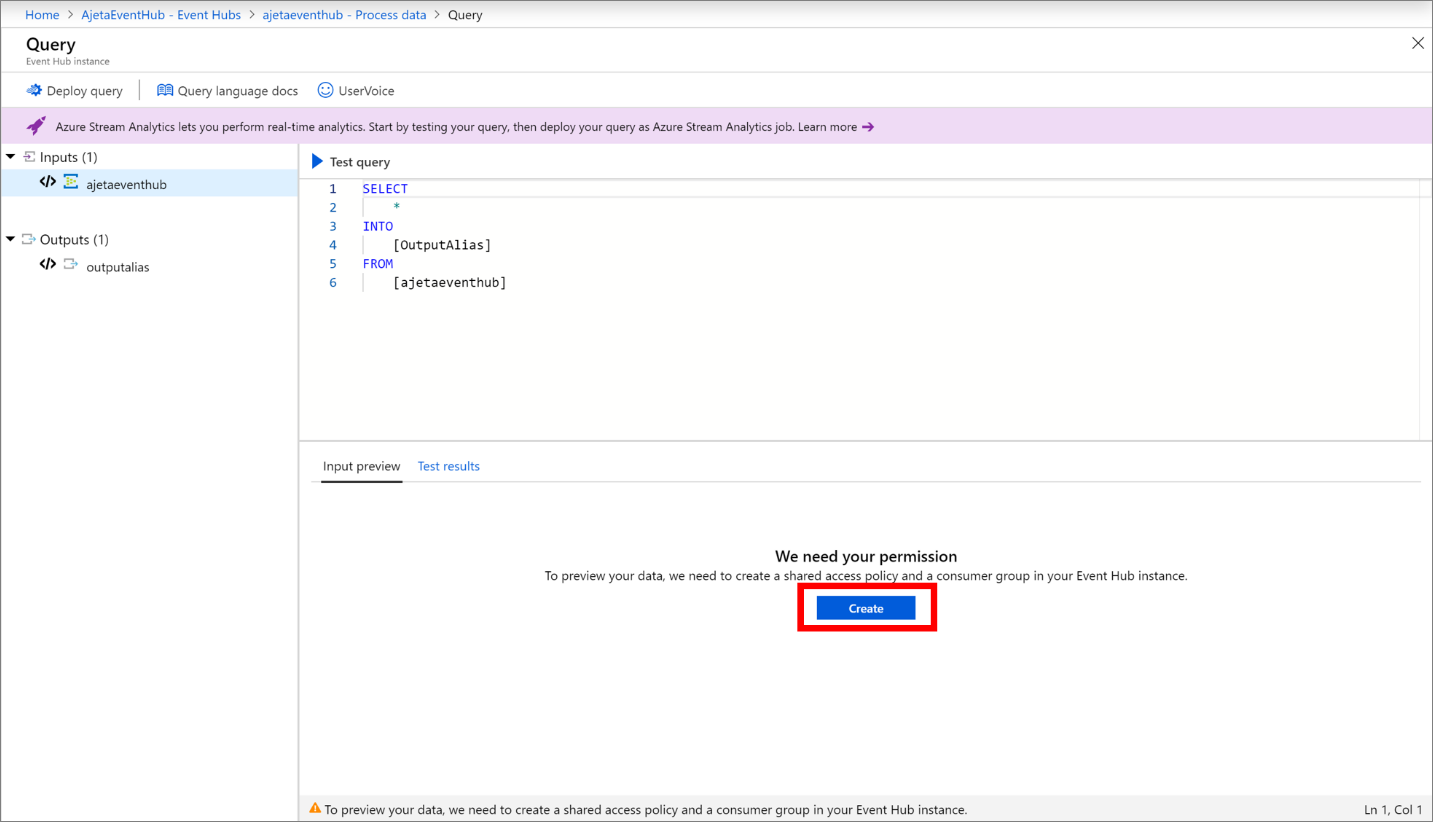 Home > AjetaEventHub - Event Hubs > ajetaeventhub - Process data > Query
Query
Event Hub instance
Deploy query
Query language docs
UserVoice
Azure Stream Analytics lets you perform real-time analytics. Start by testing your query, then deploy your query as Azure Stream Analytics job. Learn more →
Inputs (1)
</> ajetaeventhub
Outputs (1)
</> outputalias
Test query
1 SELECT
2 *
3 INTO
4 [OutputAlias]
5 FROM
6 [ajetaeventhub]
Input preview
Test results
We need your permission
To preview your data, we need to create a shared access policy and a consumer group in your Event Hub instance.
Create
To preview your data, we need to create a shared access policy and a consumer group in your Event Hub instance.
Ln 1, Col 1